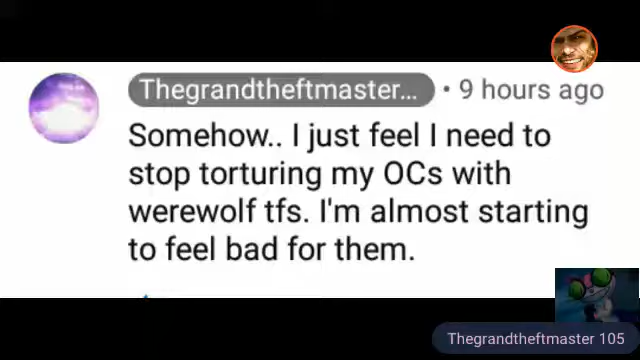 Thegrandtheftmaster... • 9 hours ago
Somehow.. I just feel I need to
stop torturing my OCs with
werewolf tfs. I'm almost starting
to feel bad for them.
Thegrandtheftmaster 105